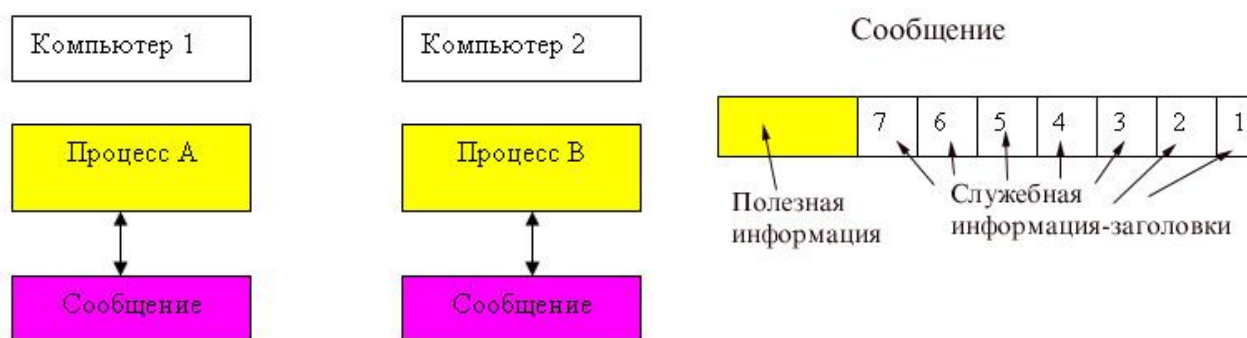 Компьютер 1
Компьютер 2
Сообщение
Процесс А
Процесс В
7 6 5 4 3 2 1
Полезная
информация
Служебная
информация-заголовки
Сообщение
Сообщение